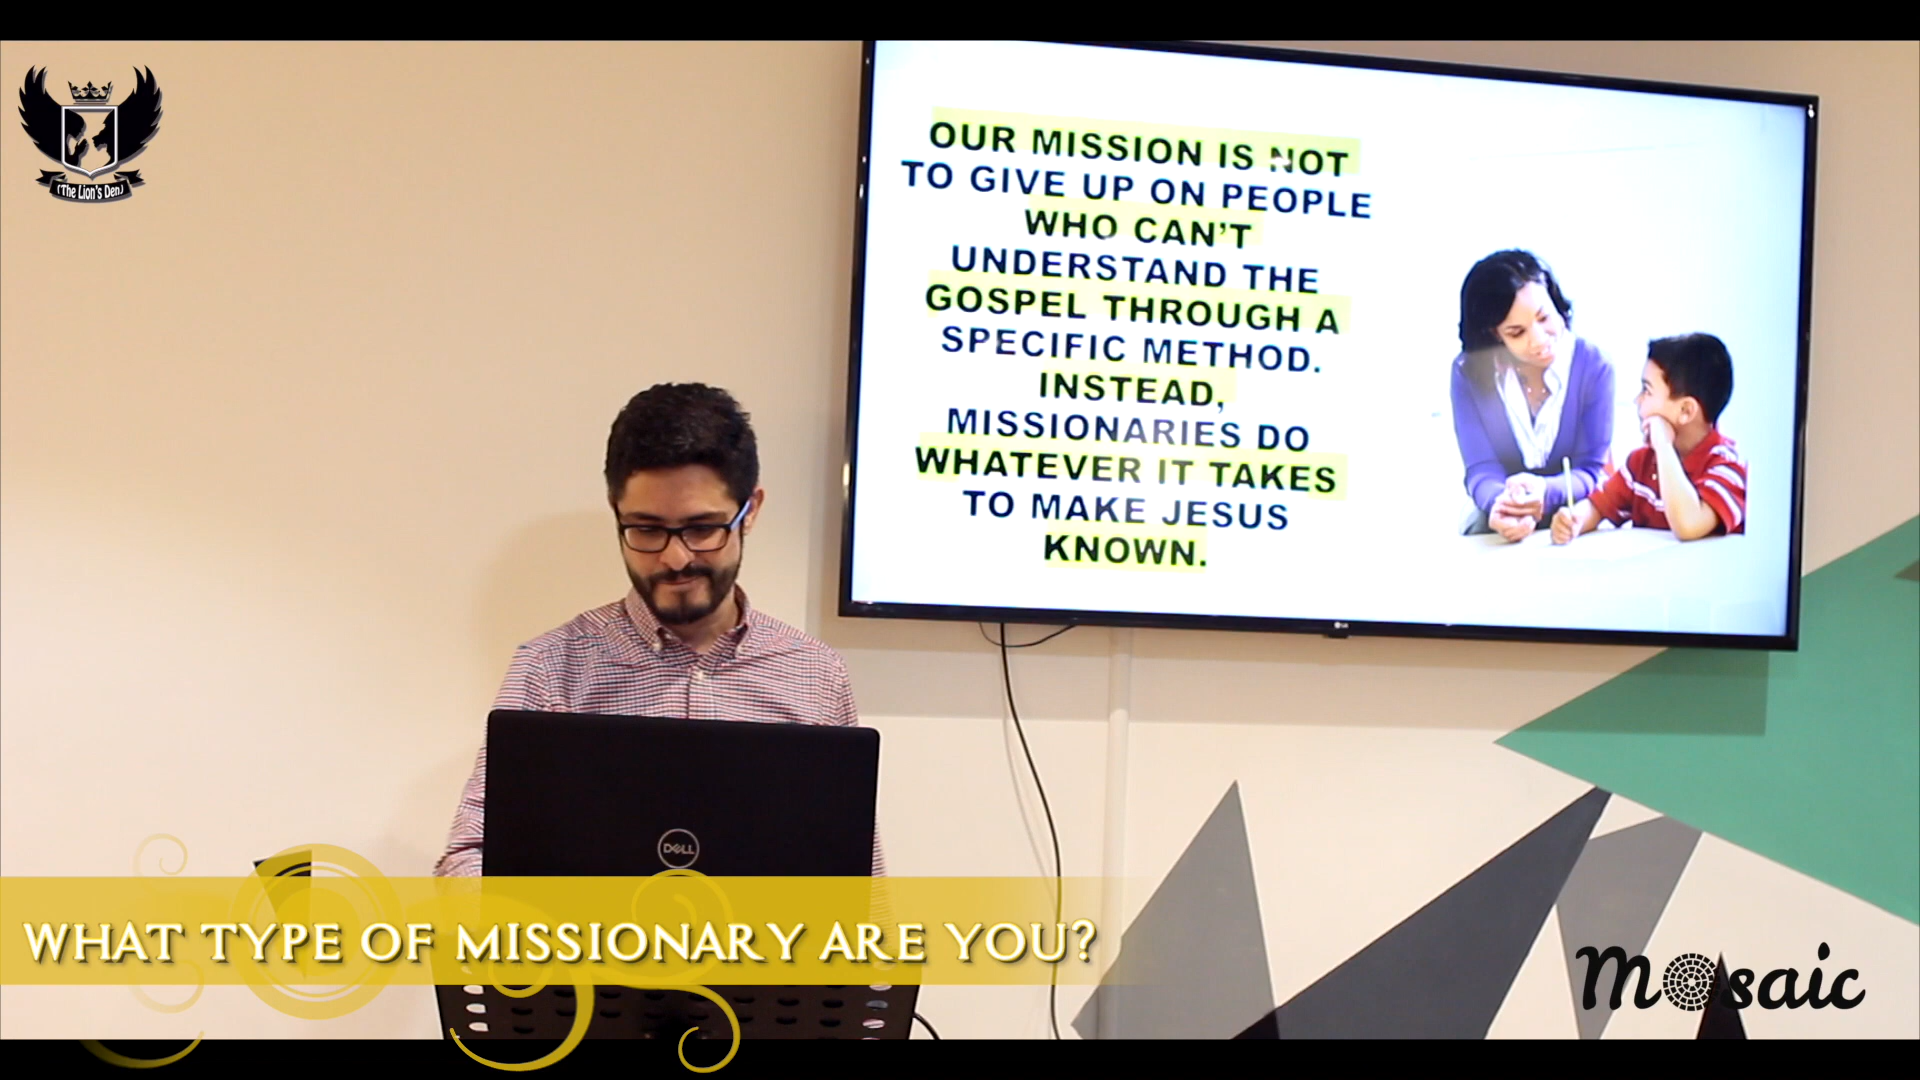 (The Lion's Den)
OUR MISSION IS NOT
TO GIVE UP ON PEOPLE
WHO CAN'T
UNDERSTAND THE
GOSPEL THROUGH A
SPECIFIC METHOD.
INSTEAD,
MISSIONARIES DO
WHATEVER IT TAKES
TO MAKE JESUS
KNOWN.
LG
DELL
WHAT TYPE OF MISSIONARY ARE YOU?
Mosaic